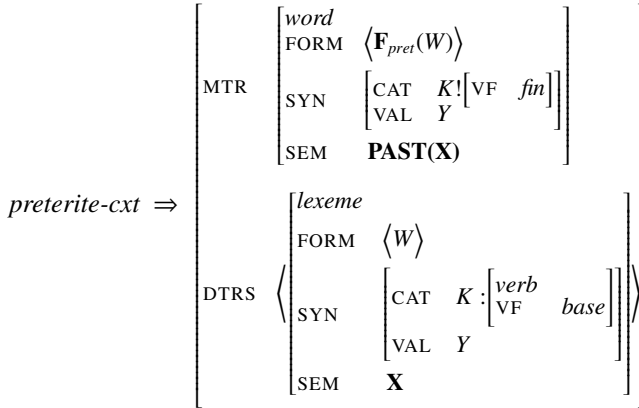 word
FORM ⟨F_pret(W)⟩
MTR SYN [CAT K![VF fin]
VAL Y]
SEM PAST(X)
preterite-cxt ⇒
lexeme
FORM ⟨W⟩
DTRS ⟨ SYN [CAT K : [verb
VF base]
VAL Y] ⟩
SEM X